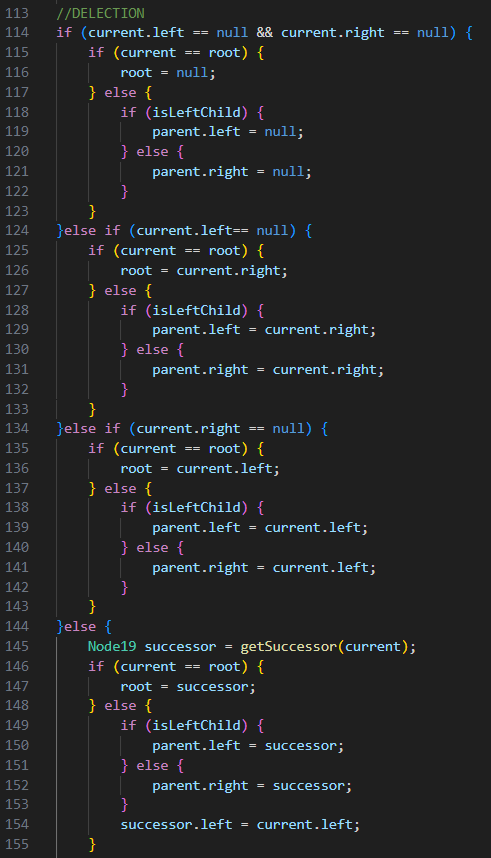 113 //DELECTION
114 if (current.left == null && current.right == null) {
115     if (current == root) {
116         root = null;
117     } else {
118         if (isLeftChild) {
119             parent.left = null;
120         } else {
121             parent.right = null;
122         }
123     }
124 }else if (current.left== null) {
125     if (current == root) {
126         root = current.right;
127     } else {
128         if (isLeftChild) {
129             parent.left = current.right;
130         } else {
131             parent.right = current.right;
132         }
133     }
134 }else if (current.right == null) {
135     if (current == root) {
136         root = current.left;
137     } else {
138         if (isLeftChild) {
139             parent.left = current.left;
140         } else {
141             parent.right = current.left;
142         }
143     }
144 }else {
145     Node19 successor = getSuccessor(current);
146     if (current == root) {
147         root = successor;
148     } else {
149         if (isLeftChild) {
150             parent.left = successor;
151         } else {
152             parent.right = successor;
153         }
154         successor.left = current.left;
155     }